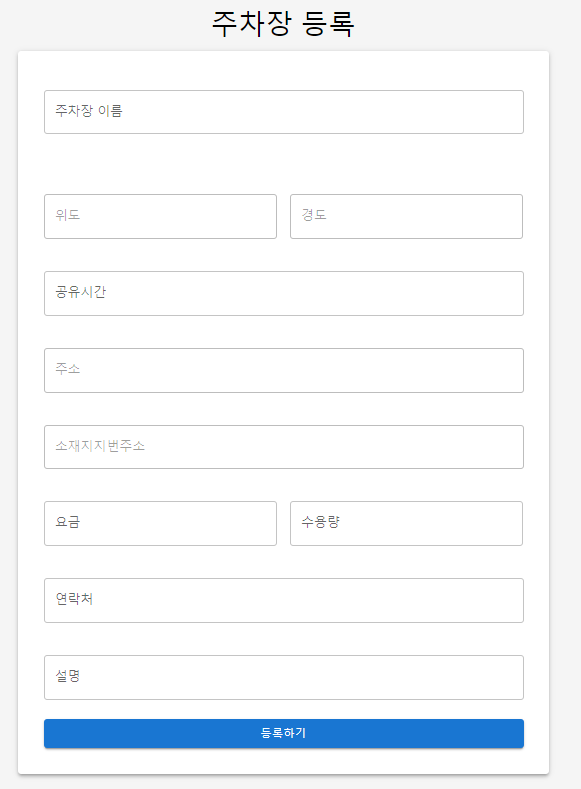 주차장 등록
주차장 이름
위도 경도
공유시간
주소
소재지지번주소
요금 수용량
연락처
설명
등록하기